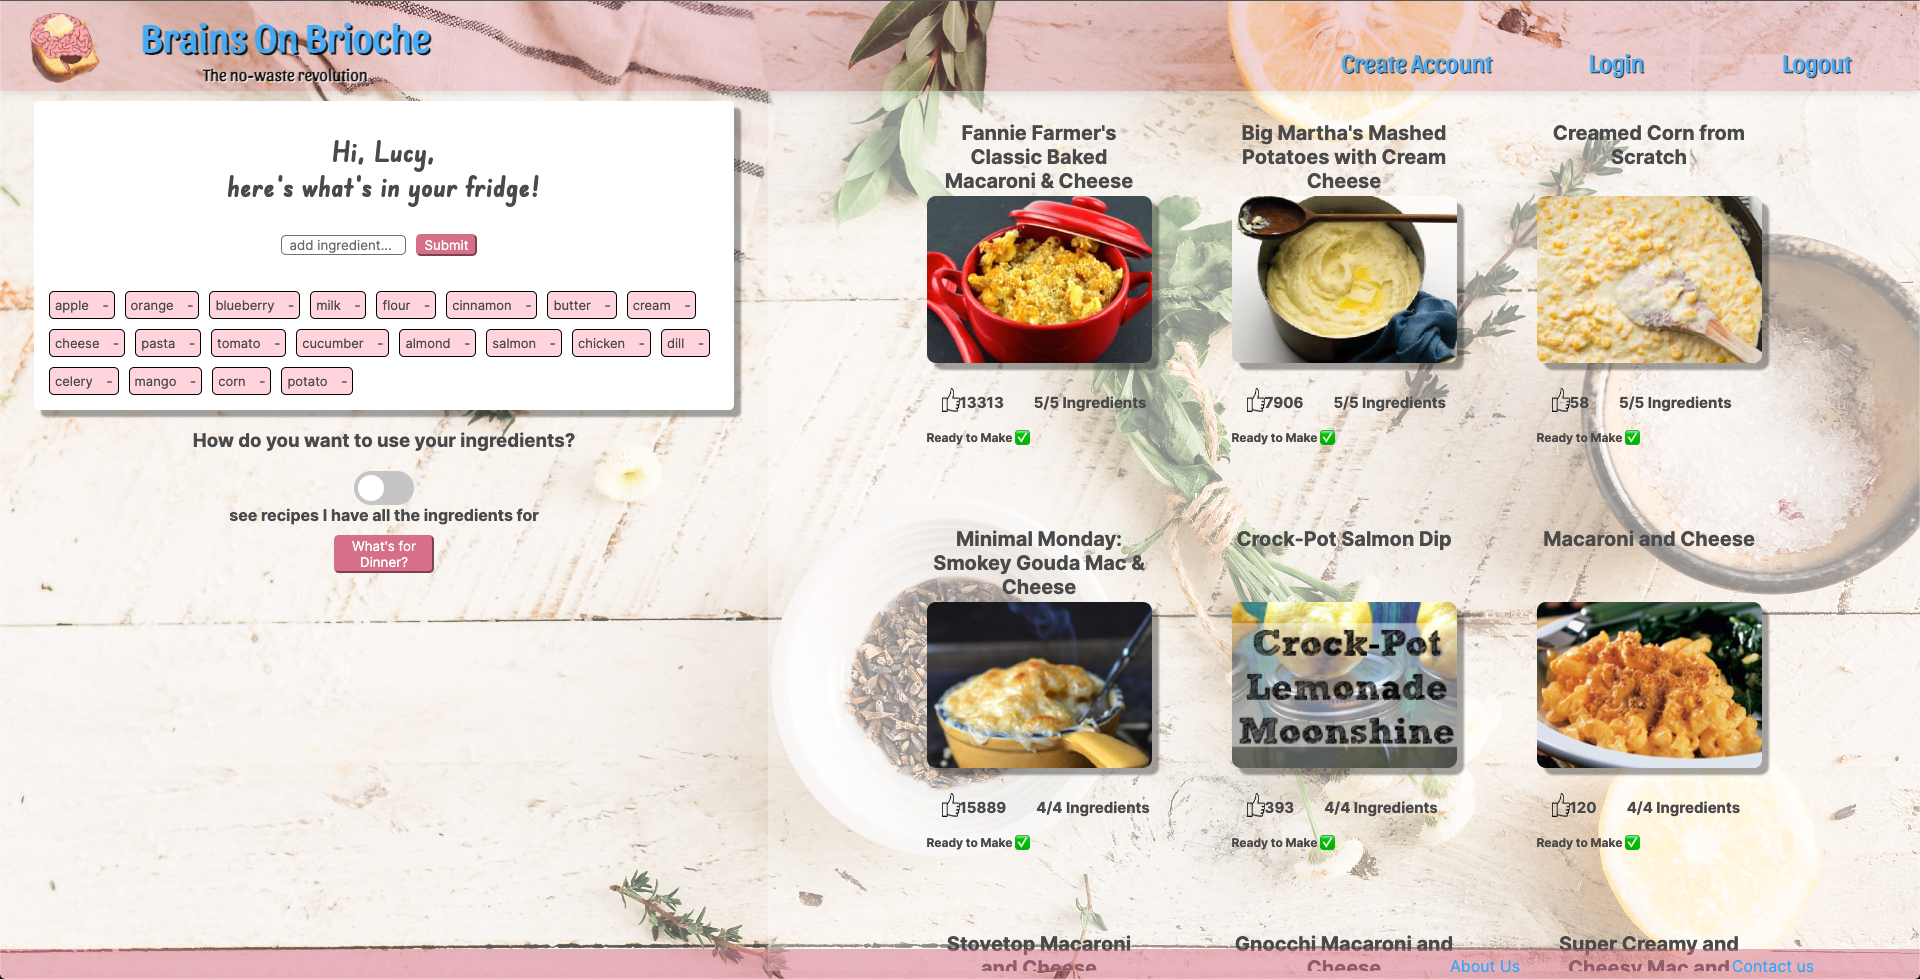 Brains On Brioche
The no-waste revolution
Create Account
Login
Logout
Hi, Lucy,
here's what's in your fridge!
add ingredient...
Submit
apple -
orange -
blueberry -
milk -
flour -
cinnamon -
butter -
cream -
cheese -
pasta -
tomato -
cucumber -
almond -
salmon -
chicken -
dill -
celery -
mango -
corn -
potato -
How do you want to use your ingredients?
see recipes I have all the ingredients for
What's for
Dinner?
Fannie Farmer's
Classic Baked
Macaroni & Cheese
13313
5/5 Ingredients
Ready to Make ✅
Big Martha's Mashed
Potatoes with Cream
Cheese
7906
5/5 Ingredients
Ready to Make ✅
Creamed Corn from
Scratch
58
5/5 Ingredients
Ready to Make ✅
Minimal Monday:
Smokey Gouda Mac &
Cheese
15889
4/4 Ingredients
Ready to Make ✅
Crock-Pot Salmon Dip
Crock-Pot
Lemonade
Moonshine
393
4/4 Ingredients
Ready to Make ✅
Macaroni and Cheese
120
4/4 Ingredients
Ready to Make ✅
Stovetop Macaroni
and Cheese
Gnocchi Macaroni and
Cheese
Super Creamy and
Cheesy Mac and
About Us
Contact us